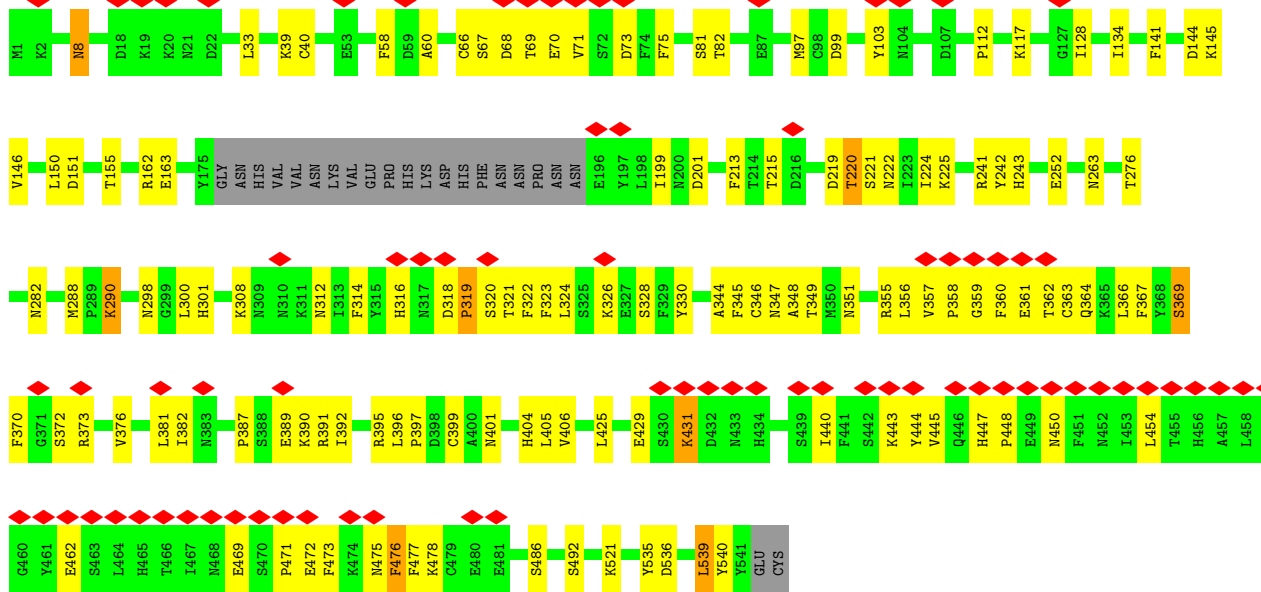 M1 K2 N8 D18 K19 K20 N21 D22 L33 K39 C40 E53 F58 D59 A60 C66 S67 D68 T69 E70 V71 S72 D73 F74 F75 S81 T82 E87 M97 C98 D99 Y103 N104 D107 P112 K117 G127 I128 I134 F141 D144 K145
V146 L150 D151 T155 R162 E163 Y175 GLY ASN HIS VAL VAL ASN LYS VAL GLU PRO HIS LYS ASP HIS PHE ASN ASN PRO ASN ASN E196 Y197 L198 I199 N200 D201 F213 T214 T215 D216 D219 T220 S221 N222 I223 I224 K225 R241 Y242 H243 E252 N263 T276
N282 M288 P289 K290 N298 G299 L300 H301 K308 N309 N310 K311 N312 I313 F314 Y315 H316 N317 D318 P319 S320 T321 F322 F323 L324 S325 K326 E327 S328 F329 Y330 A344 F345 C346 N347 A348 T349 M350 N351 R355 L356 V357 P358 G359 F360 E361 T362 C363 Q364 K365 L366 F367 Y368 S369
F370 G371 S372 R373 V376 L381 I382 N383 P387 S388 E389 K390 R391 I392 R395 L396 P397 D398 C399 A400 N401 H404 L405 V406 L425 E429 S430 K431 D432 N433 H434 S439 I440 F441 S442 K443 Y444 V445 Q446 H447 P448 E449 N450 F451 N452 I453 L454 T455 H456 A457 L458
G460 Y461 E462 S463 L464 H465 T466 I467 N468 E469 S470 P471 E472 F473 K474 N475 F476 F477 K478 C479 E480 E481 S486 S492 K521 Y535 D536 L539 Y540 Y541 GLU CYS